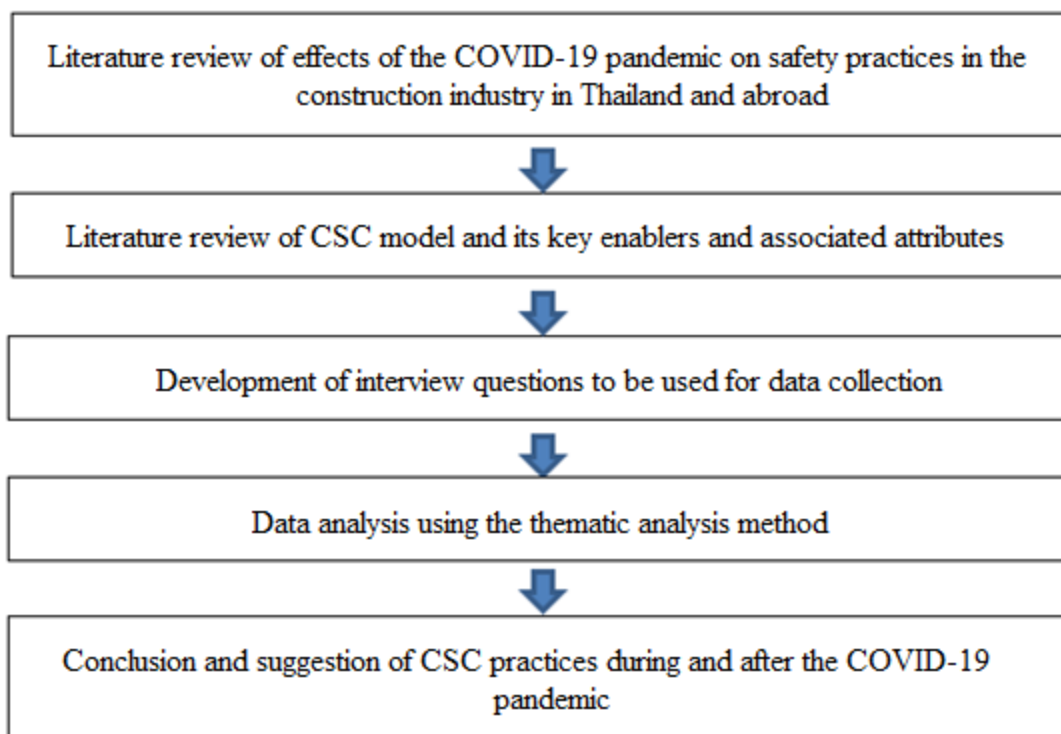 Literature review of effects of the COVID-19 pandemic on safety practices in the
construction industry in Thailand and abroad
Literature review of CSC model and its key enablers and associated attributes
Development of interview questions to be used for data collection
Data analysis using the thematic analysis method
Conclusion and suggestion of CSC practices during and after the COVID-19
pandemic